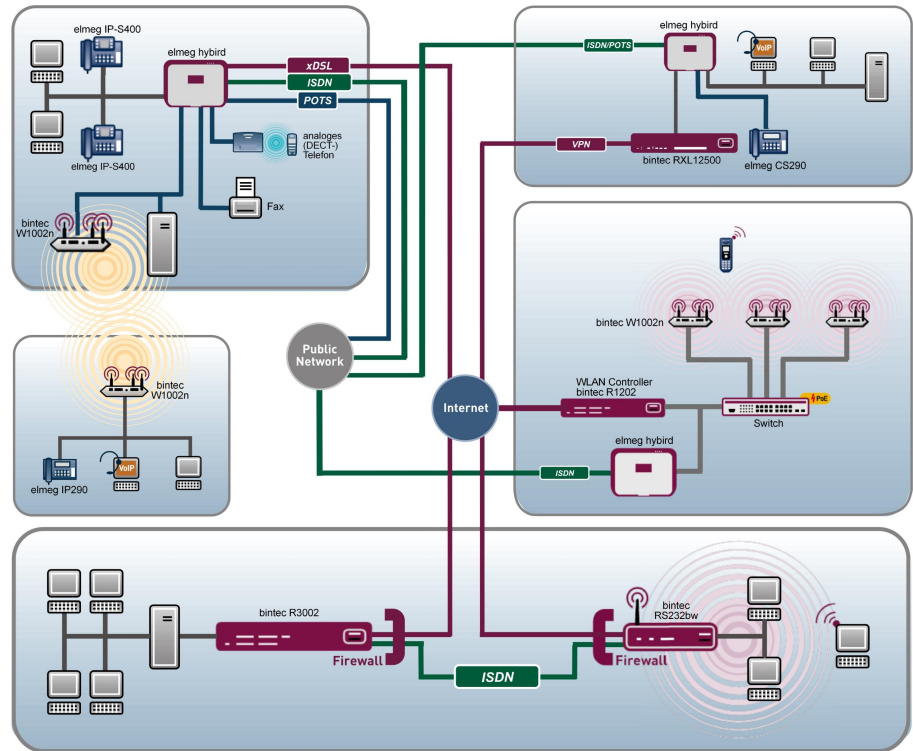 elmeg IP-S400
elmeg hybird
xDSL
ISDN
POTS
analoges
(DECT-)
Telefon
elmeg IP-S400
Fax
bintec
W1002n
ISDN/POTS
elmeg hybird
VoIP
VPN
bintec RXL12500
elmeg CS290
bintec W1002n
WLAN Controller
bintec R1202
PoE
Switch
elmeg hybird
ISDN
Public
Network
Internet
bintec
W1002n
VoIP
elmeg IP290
bintec R3002
Firewall
ISDN
bintec
RS232bw
Firewall